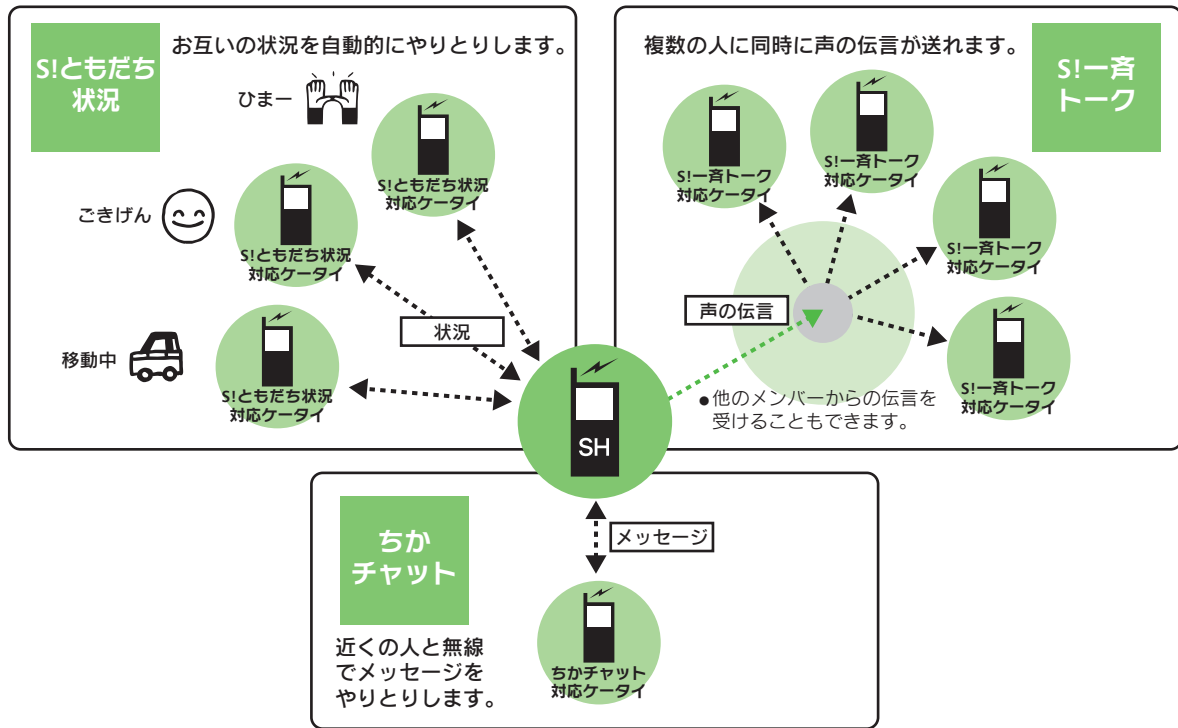 S!ともだち
状況
お互いの状況を自動的にやりとりします。
ひまー
S!ともだち状況
対応ケータイ
ごきげん
S!ともだち状況
対応ケータイ
状況
移動中
S!ともだち状況
対応ケータイ
複数の人に同時に声の伝言が送れます。
S!一斉
トーク
S!一斉トーク
対応ケータイ
S!一斉トーク
対応ケータイ
S!一斉トーク
対応ケータイ
声の伝言
S!一斉トーク
対応ケータイ
●他のメンバーからの伝言を
受けることもできます。
SH
ちか
チャット
メッセージ
近くの人と無線
でメッセージを
やりとりします。
ちかチャット
対応ケータイ